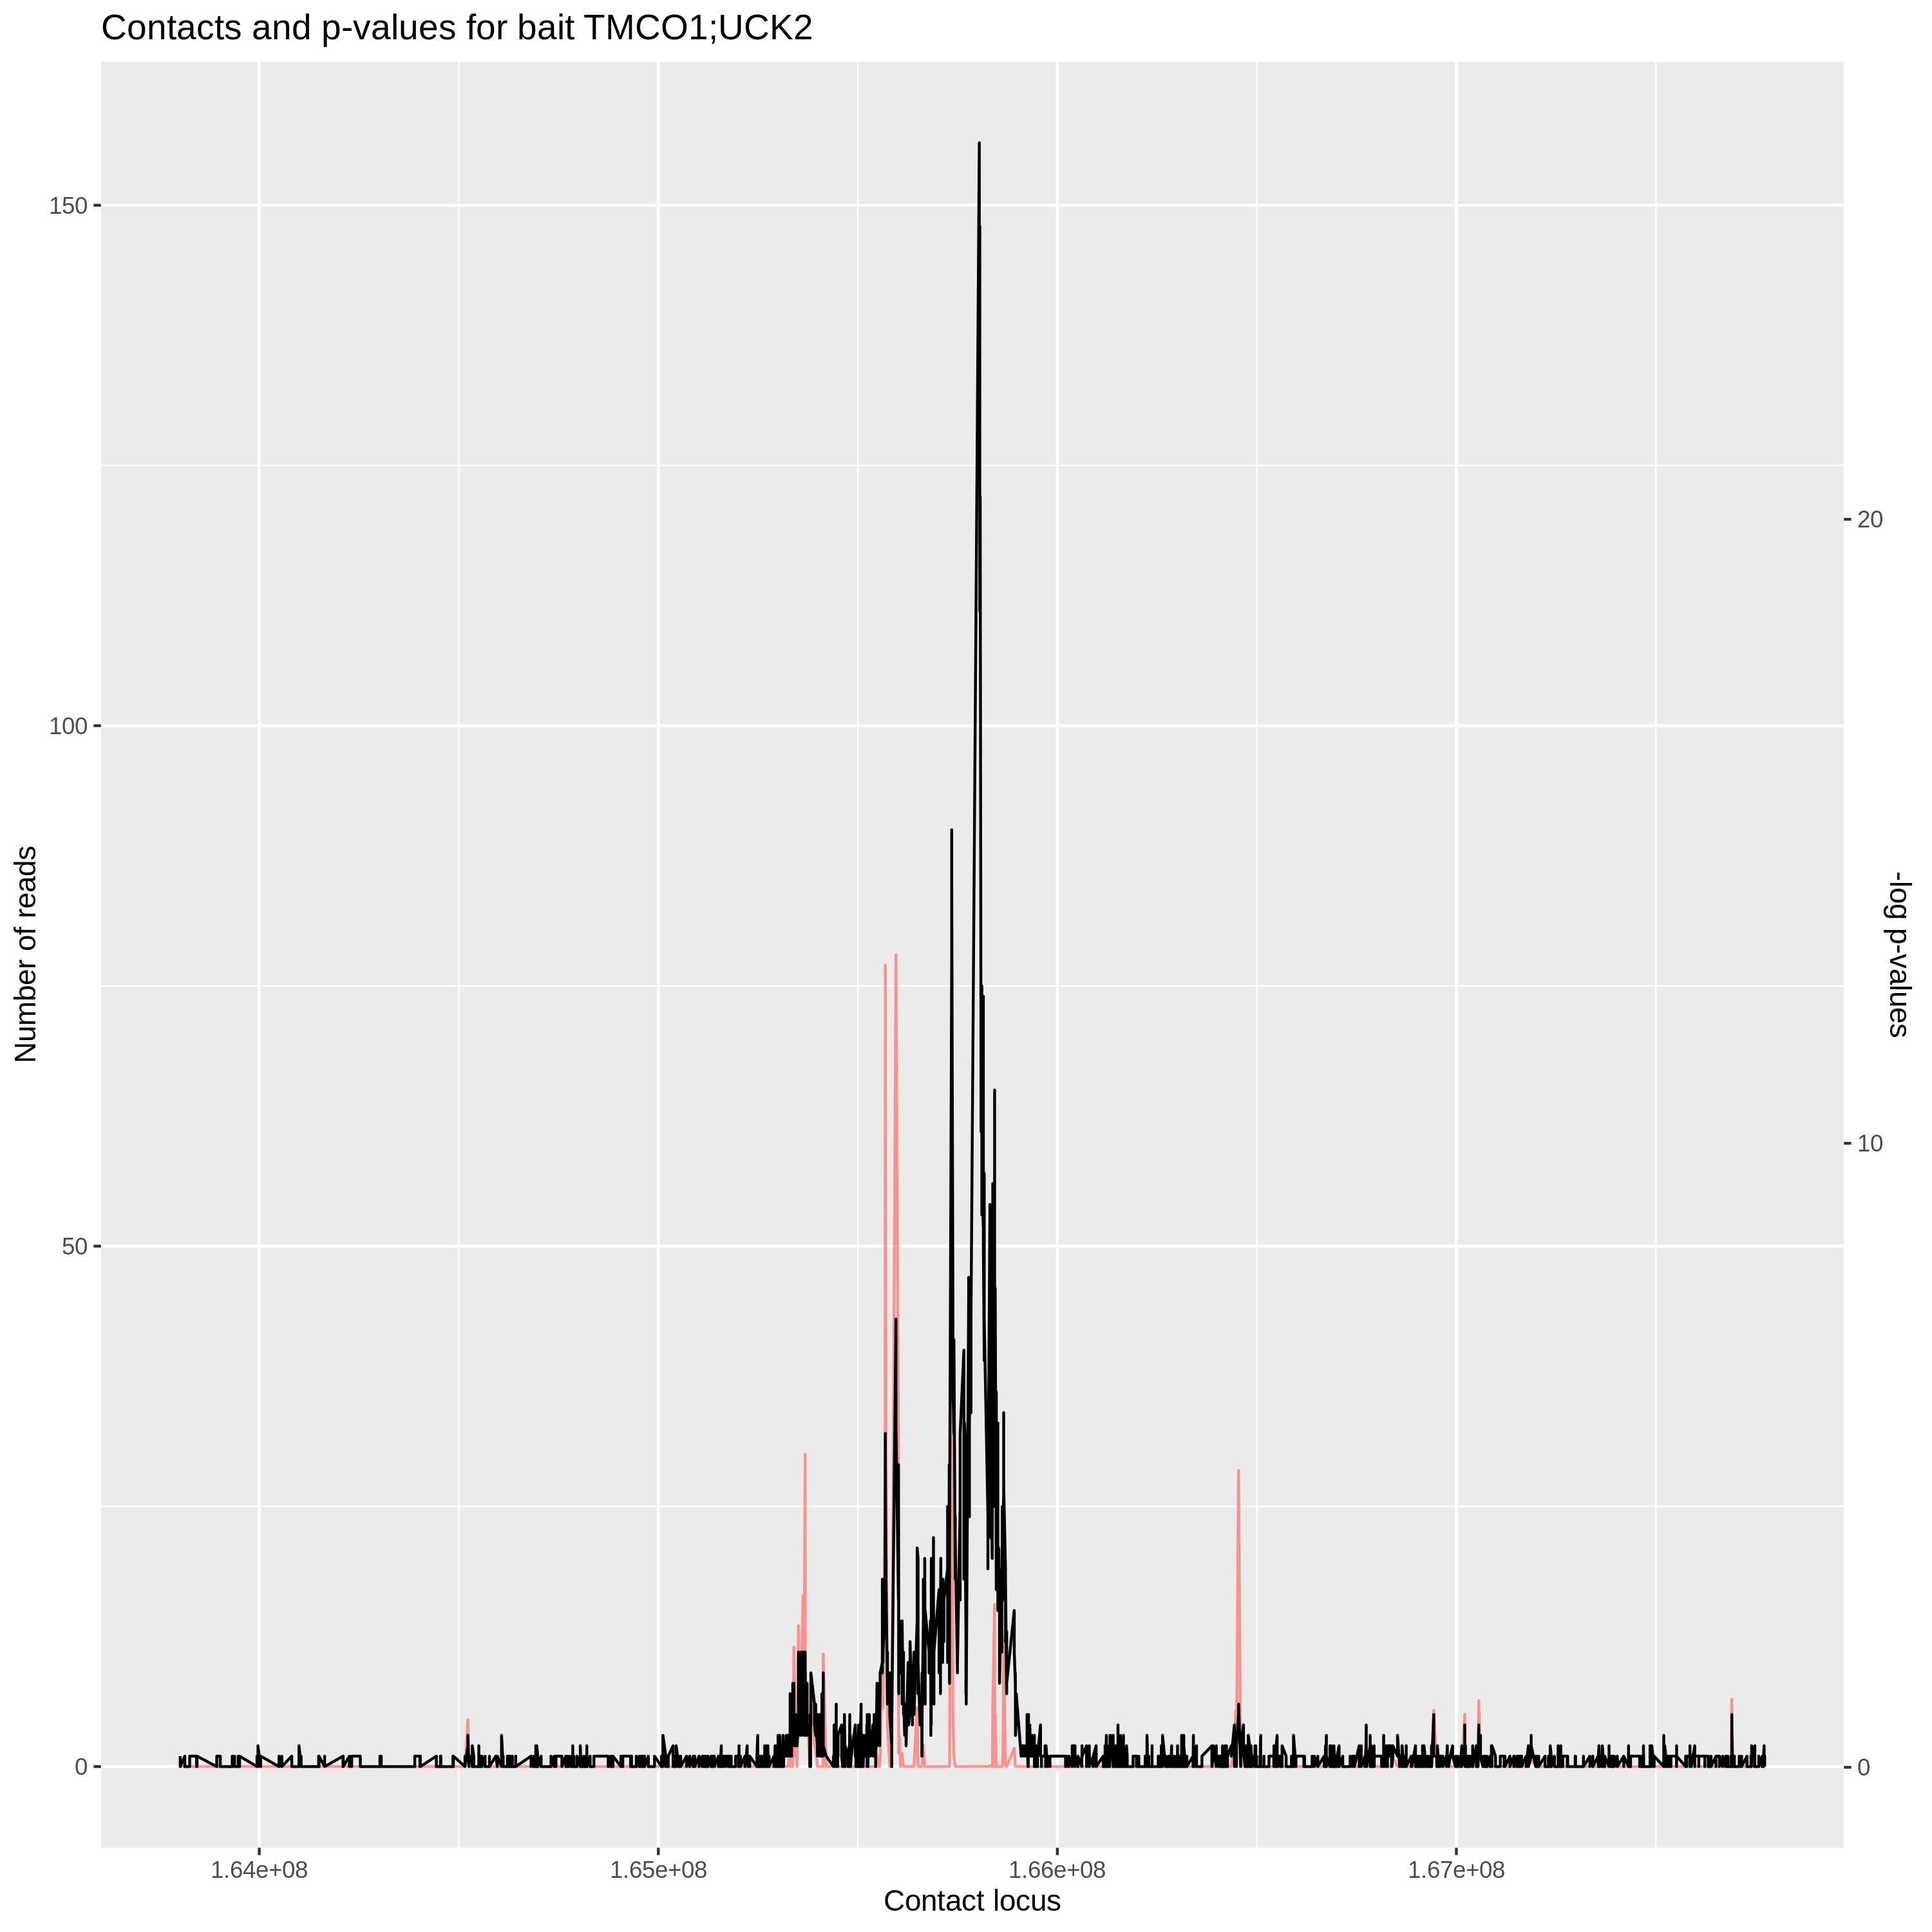 Contacts and p-values for bait TMCO1;UCK2
150
100
50
0
Number of reads
20
10
0
-log p-values
1.64e+08
1.65e+08
1.66e+08
1.67e+08
Contact locus